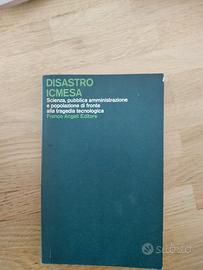 DISASTRO
ICMESA
Scienza, pubblica amministrazione
e popolazione di fronte
alla tragedia tecnologica
Franco Angeli Editore
subito